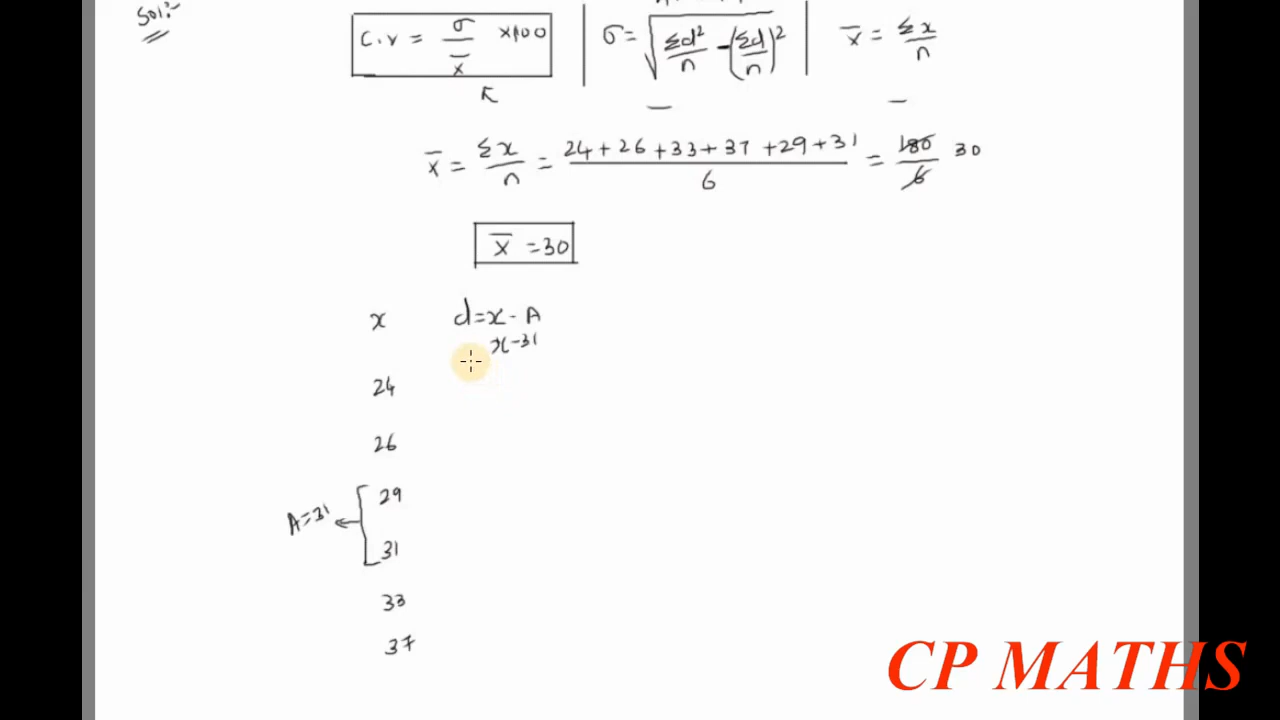 Sol:-
C.V = σ/x̄ ×100
σ = √(Σd²/n - (Σd/n)²)
x̄ = Σx/n
x̄ = Σx/n = 24+26+33+37+29+31/6 = 180/6 30
x̄ = 30
x d=x-A
x-31
24
26
29
A=31
31
33
37
CP MATHS